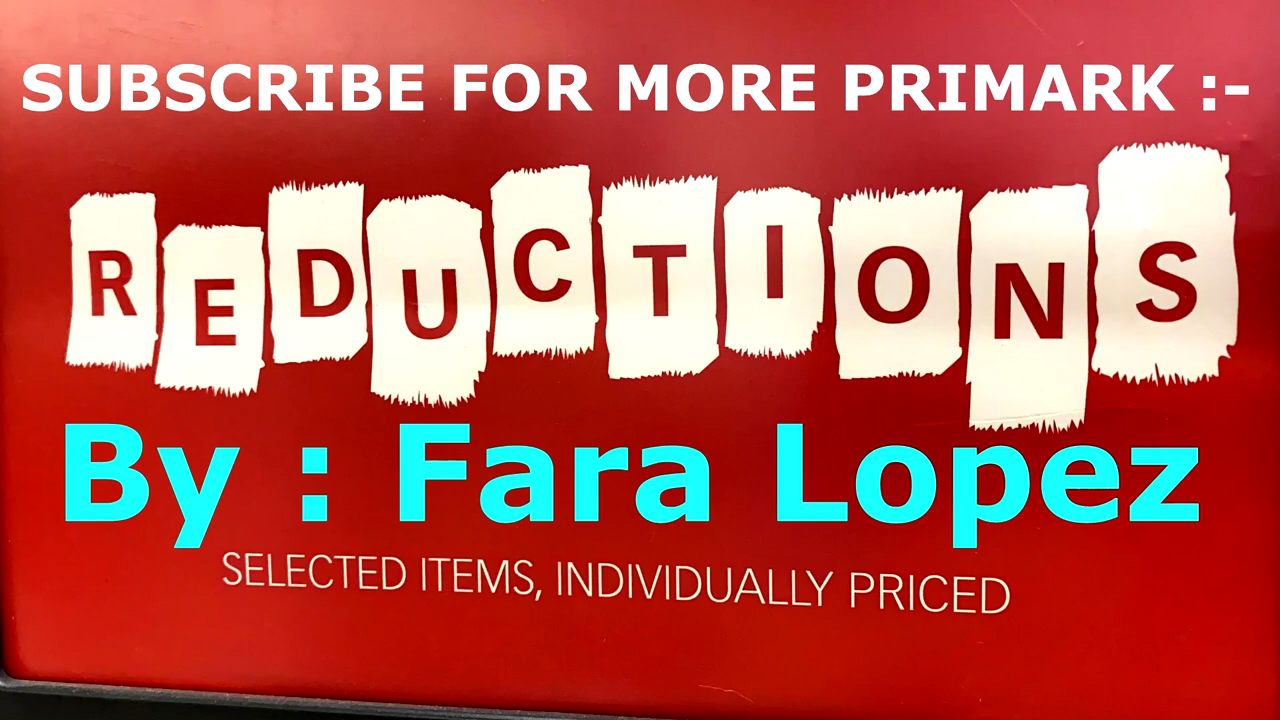 SUBSCRIBE FOR MORE PRIMARK :-
REDUCTIONS
By : Fara Lopez
SELECTED ITEMS, INDIVIDUALLY PRICED